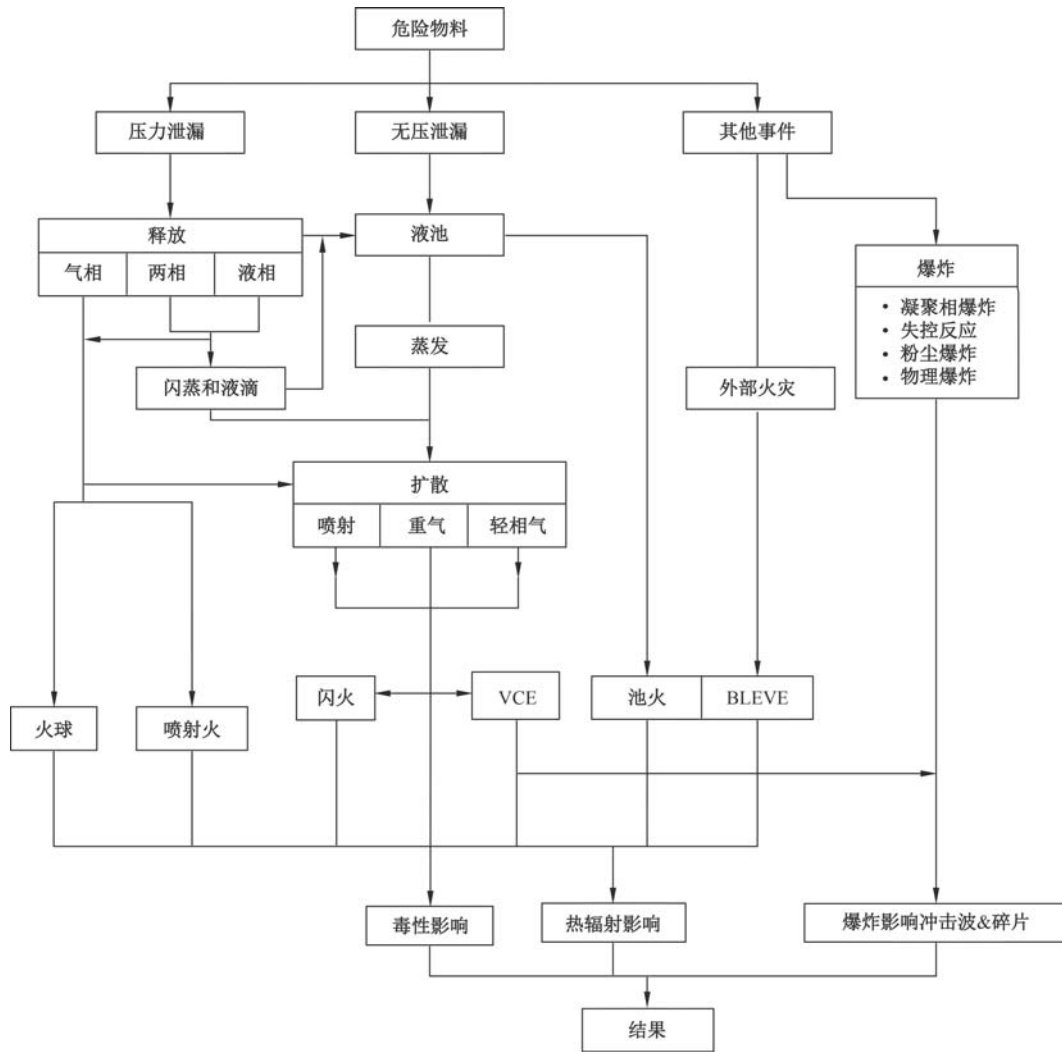 危险物料
压力泄漏
无压泄漏
其他事件
释放
气相
两相
液相
液池
爆炸
• 凝聚相爆炸
• 失控反应
• 粉尘爆炸
• 物理爆炸
蒸发
闪蒸和液滴
外部火灾
扩散
喷射
重气
轻相气
闪火
VCE
池火
BLEVE
火球
喷射火
毒性影响
热辐射影响
爆炸影响冲击波&碎片
结果